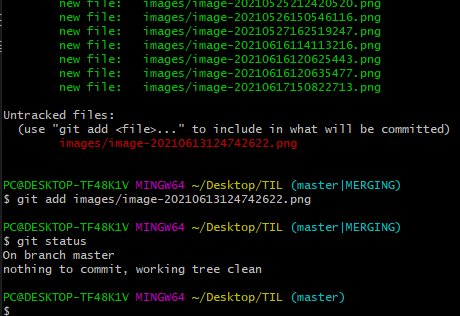 new file:   images/image-20210525212420520.png
new file:   images/image-20210526150546116.png
new file:   images/image-20210527162519247.png
new file:   images/image-20210616114113216.png
new file:   images/image-20210616120625443.png
new file:   images/image-20210616120635477.png
new file:   images/image-20210617150822713.png
Untracked files:
  (use "git add <file>..." to include in what will be committed)
        images/image-20210613124742622.png
PC@DESKTOP-TF48K1V MINGW64 ~/Desktop/TIL (master|MERGING)
$ git add images/image-20210613124742622.png
PC@DESKTOP-TF48K1V MINGW64 ~/Desktop/TIL (master|MERGING)
$ git status
On branch master
nothing to commit, working tree clean
PC@DESKTOP-TF48K1V MINGW64 ~/Desktop/TIL (master)
$